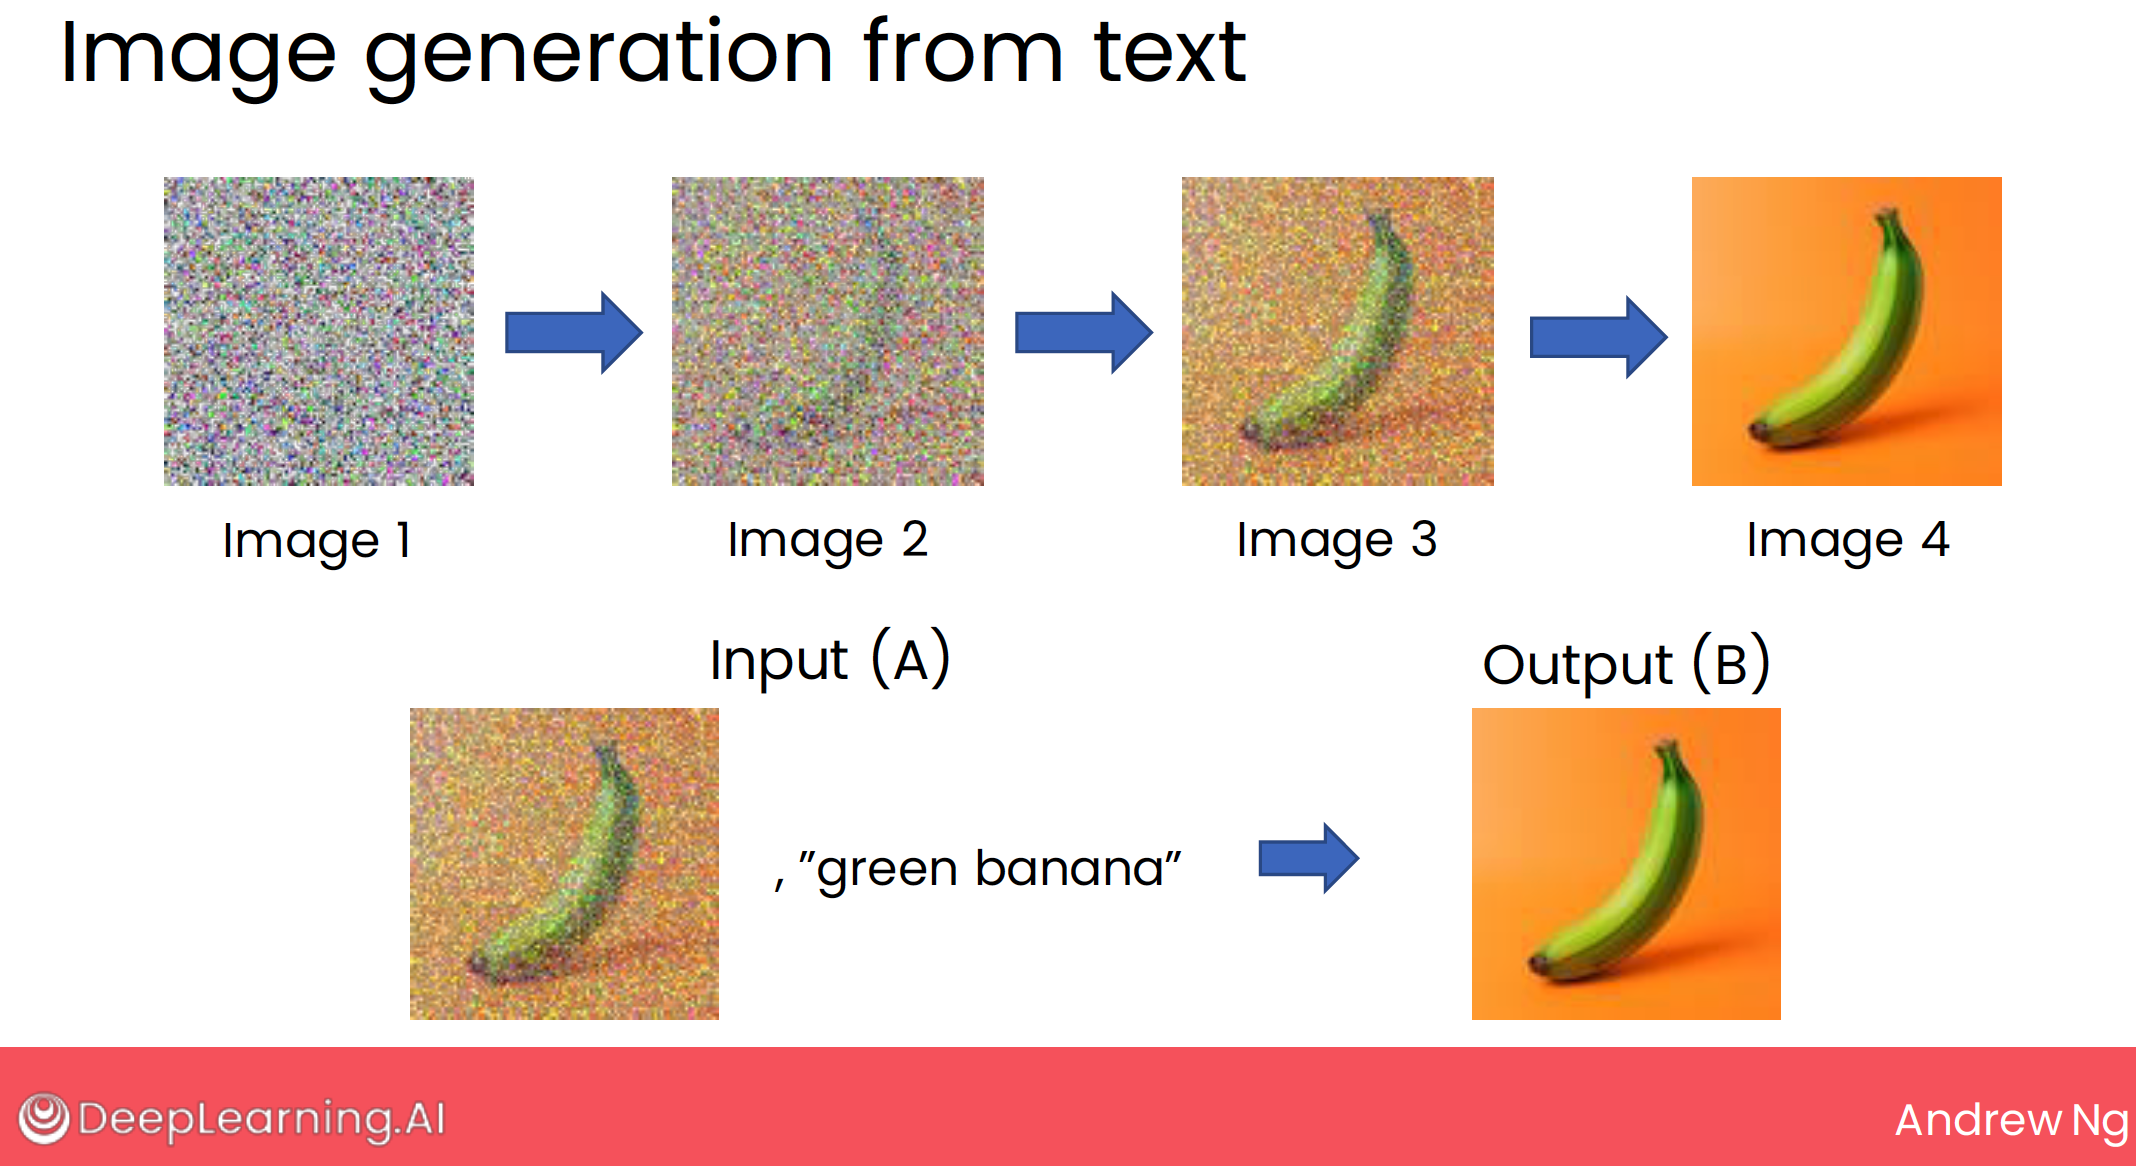 Image generation from text
Image 1
Image 2
Image 3
Image 4
Input (A)
Output (B)
, ”green banana”
DeepLearning.AI
Andrew Ng